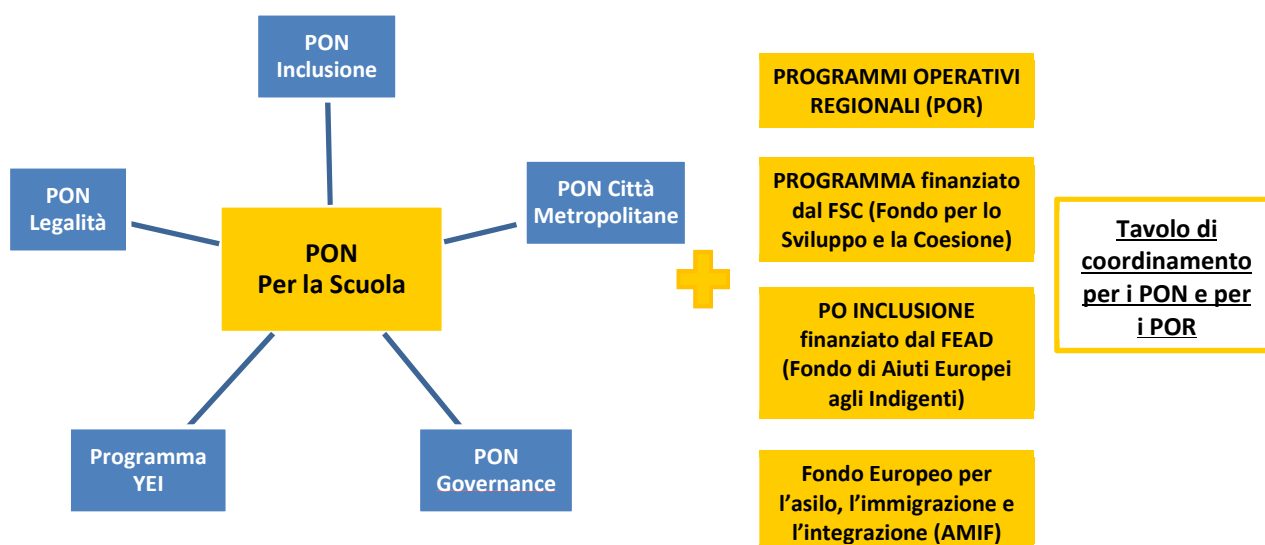 PON
Inclusione
PON
Legalità
PON Città
Metropolitane
PON
Per la Scuola
Programma
YEI
PON
Governance
PROGRAMMI OPERATIVI
REGIONALI (POR)
PROGRAMMA finanziato
dal FSC (Fondo per lo
Sviluppo e la Coesione)
PO INCLUSIONE
finanziato dal FEAD
(Fondo di Aiuti Europei
agli Indigenti)
Fondo Europeo per
l’asilo, l’immigrazione e
l’integrazione (AMIF)
Tavolo di
coordinamento
per i PON e per
i POR